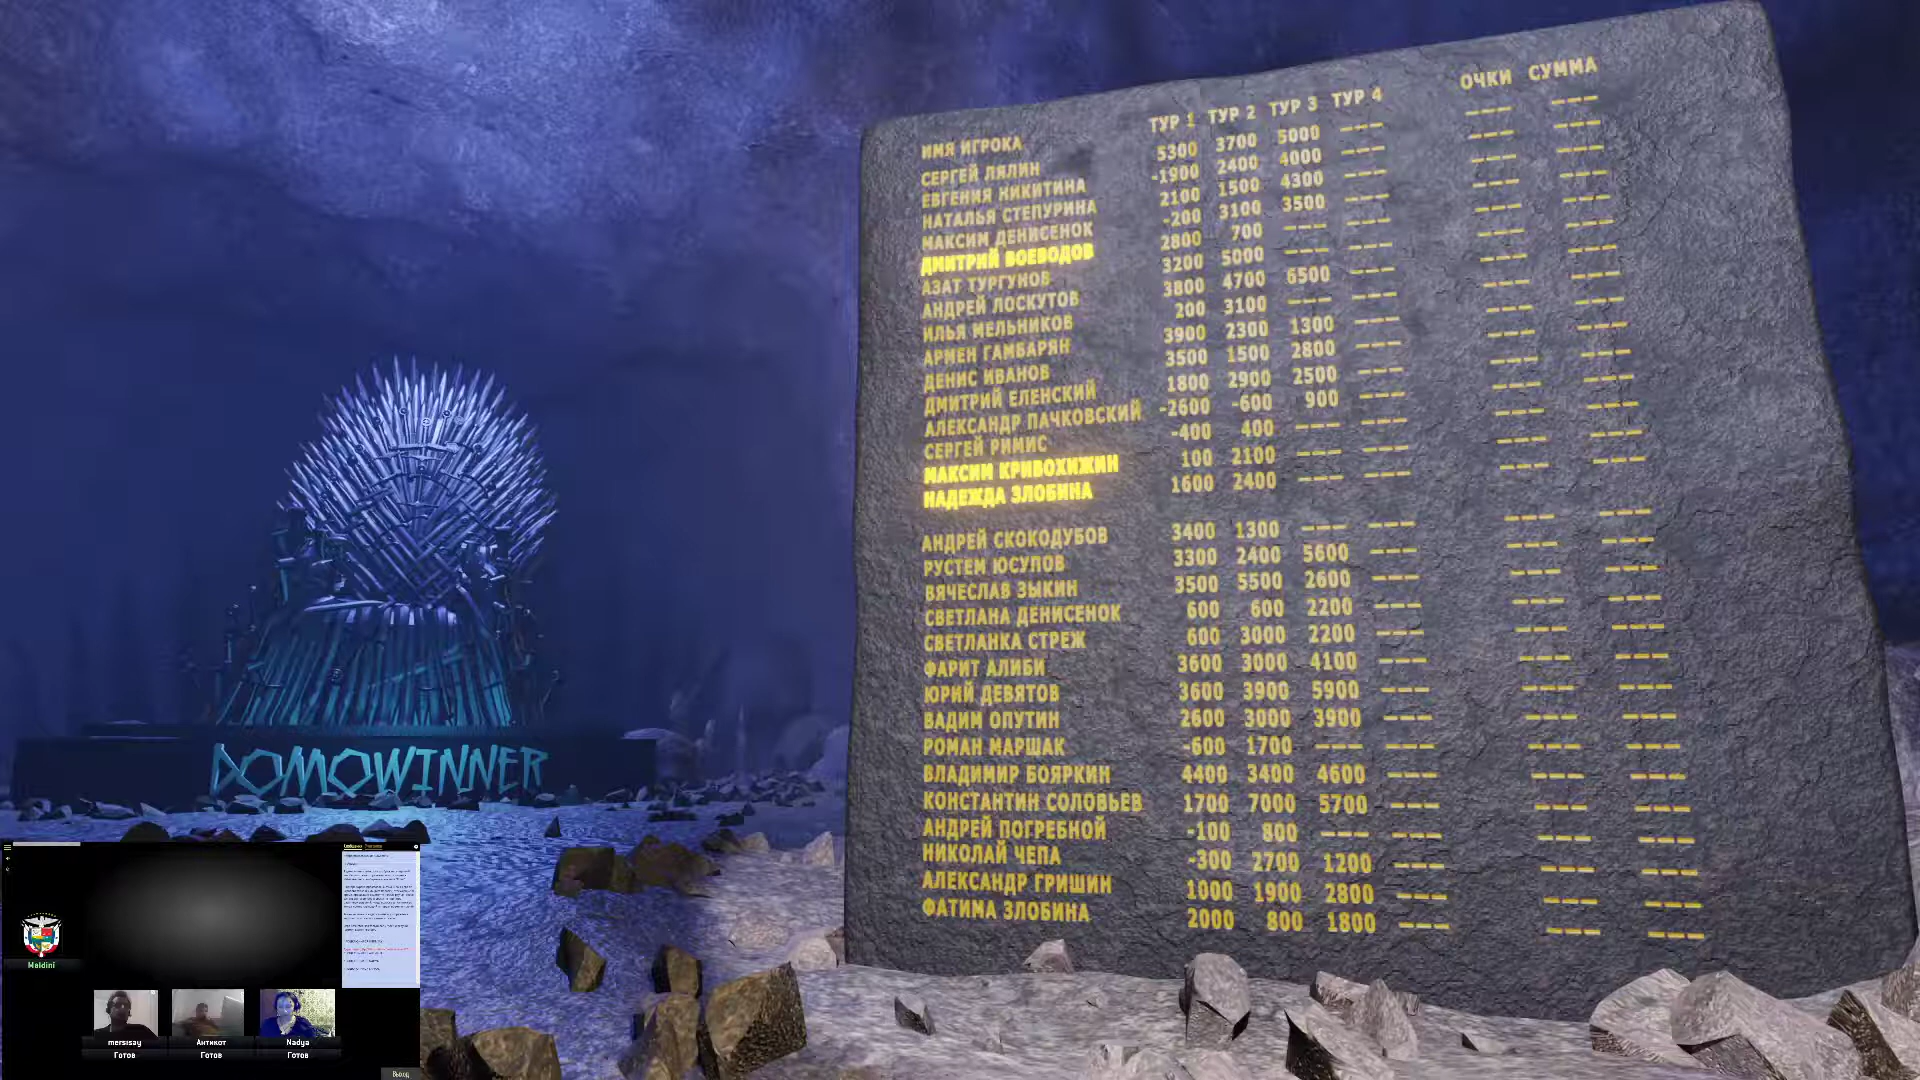 ИМЯ ИГРОКА ТУР 1 ТУР 2 ТУР 3 ТУР 4 ОЧКИ СУММА
СЕРГЕЙ ЛЯЛИН 5300 3700 5000 --- --- ---
ЕВГЕНИЯ НИКИТИНА -1900 2400 4000 --- --- ---
НАТАЛЬЯ СТЕПУРИНА 2100 1500 4300 --- --- ---
МАКСИМ ДЕНИСЕНОК -200 3100 3500 --- --- ---
ДМИТРИЙ ВОЕВОДОВ 2800 700 --- --- --- ---
АЗАТ ТУРГУНОВ 3200 5000 --- --- --- ---
АНДРЕЙ ЛОСКУТОВ 3800 4700 6500 --- --- ---
ИЛЬЯ МЕЛЬНИКОВ 200 3100 --- --- --- ---
АРМЕН ГАМБАРЯН 3900 2300 1300 --- --- ---
ДЕНИС ИВАНОВ 3500 1500 2800 --- --- ---
ДМИТРИЙ ЕЛЕНСКИЙ 1800 2900 2500 --- --- ---
АЛЕКСАНДР ПАЧКОВСКИЙ -2600 -600 900 --- --- ---
СЕРГЕЙ РИМИС -400 400 --- --- --- ---
МАКСИМ КРИВОХИЖИН 100 2100 --- --- --- ---
НАДЕЖДА ЗЛОБИНА 1600 2400 --- --- --- ---
АНДРЕЙ СКОКОДУБОВ 3400 1300 --- --- --- ---
РУСТЕМ ЮСУПОВ 3300 2400 5600 --- --- ---
ВЯЧЕСЛАВ ЗЫКИН 3500 5500 2600 --- --- ---
СВЕТЛАНА ДЕНИСЕНОК 600 600 2200 --- --- ---
СВЕТЛАНКА СТРЕЖ 600 3000 2200 --- --- ---
ФАРИТ АЛИБИ 3600 3000 4100 --- --- ---
ЮРИЙ ДЕВЯТОВ 3600 3900 5900 --- --- ---
ВАДИМ ОПУТИН 2600 3000 3900 --- --- ---
РОМАН МАРШАК -600 1700 --- --- --- ---
ВЛАДИМИР БОЯРКИН 4400 3400 4600 --- --- ---
КОНСТАНТИН СОЛОВЬЕВ 1700 7000 5700 --- --- ---
АНДРЕЙ ПОГРЕБНОЙ -100 800 --- --- --- ---
НИКОЛАЙ ЧЕПА -300 2700 1200 --- --- ---
АЛЕКСАНДР ГРИШИН 1000 1900 2800 --- --- ---
ФАТИМА ЗЛОБИНА 2000 800 1800 --- --- ---
DOMOWINNER
Meldini
mersisay Антикот Nadya
Готов Готов Готов
Выход